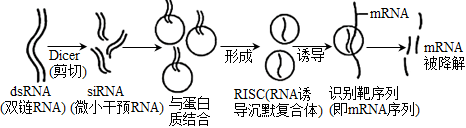 mRNA
Dicer
(剪切)
形成
诱导
mRNA
被降解
dsRNA
(双链RNA)
siRNA
(微小干预RNA)
与蛋白
质结合
RISC(RNA诱
导沉默复合体)
识别靶序列
(即mRNA序列)